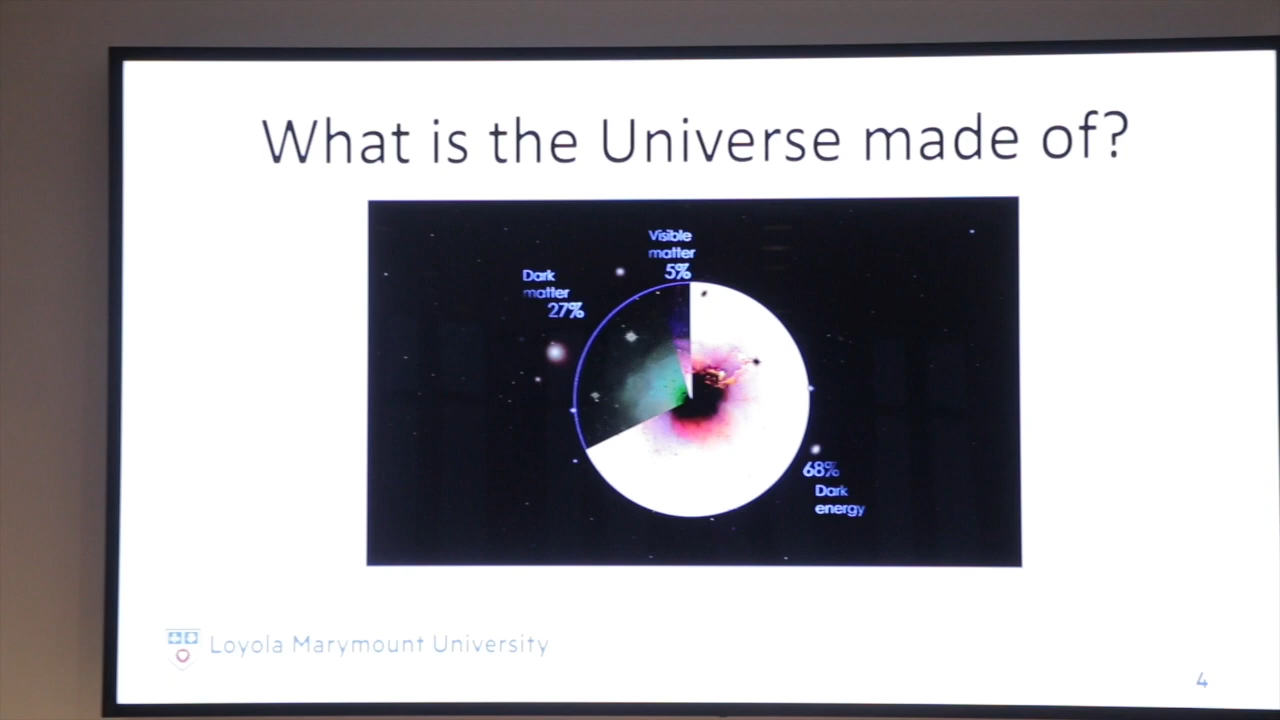 What is the Universe made of?
Visible
matter
5%
Dark
matter
27%
68%
Dark
energy
Loyola Marymount University
4